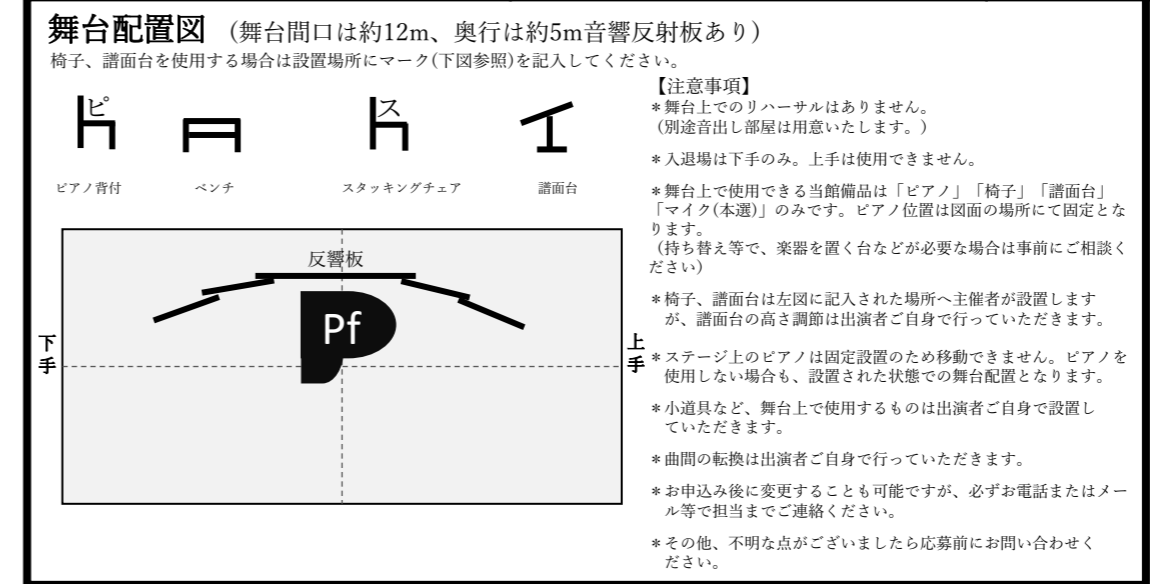 舞台配置図 (舞台間口は約12m、奥行は約5m音響反射板あり)
椅子、譜面台を使用する場合は設置場所にマーク(下図参照)を記入してください。
ピ
ス
ピアノ背付
ベンチ
スタッキングチェア
譜面台
反響板
Pf
下手
上手
【注意事項】
＊舞台上でのリハーサルはありません。
(別途音出し部屋は用意いたします。)
＊入退場は下手のみ。上手は使用できません。
＊舞台上で使用できる当館備品は「ピアノ」「椅子」「譜面台」
「マイク(本選)」のみです。ピアノ位置は図面の場所にて固定とな
ります。
(持ち替え等で、楽器を置く台などが必要な場合は事前にご相談く
ださい)
＊椅子、譜面台は左図に記入された場所へ主催者が設置します
が、譜面台の高さ調節は出演者ご自身で行っていただきます。
＊ステージ上のピアノは固定設置のため移動できません。ピアノを
使用しない場合も、設置された状態での舞台配置となります。
＊小道具など、舞台上で使用するものは出演者ご自身で設置し
ていただきます。
＊曲間の転換は出演者ご自身で行っていただきます。
＊お申込み後に変更することも可能ですが、必ずお電話またはメー
ル等で担当までご連絡ください。
＊その他、不明な点がございましたら応募前にお問い合わせく
ださい。